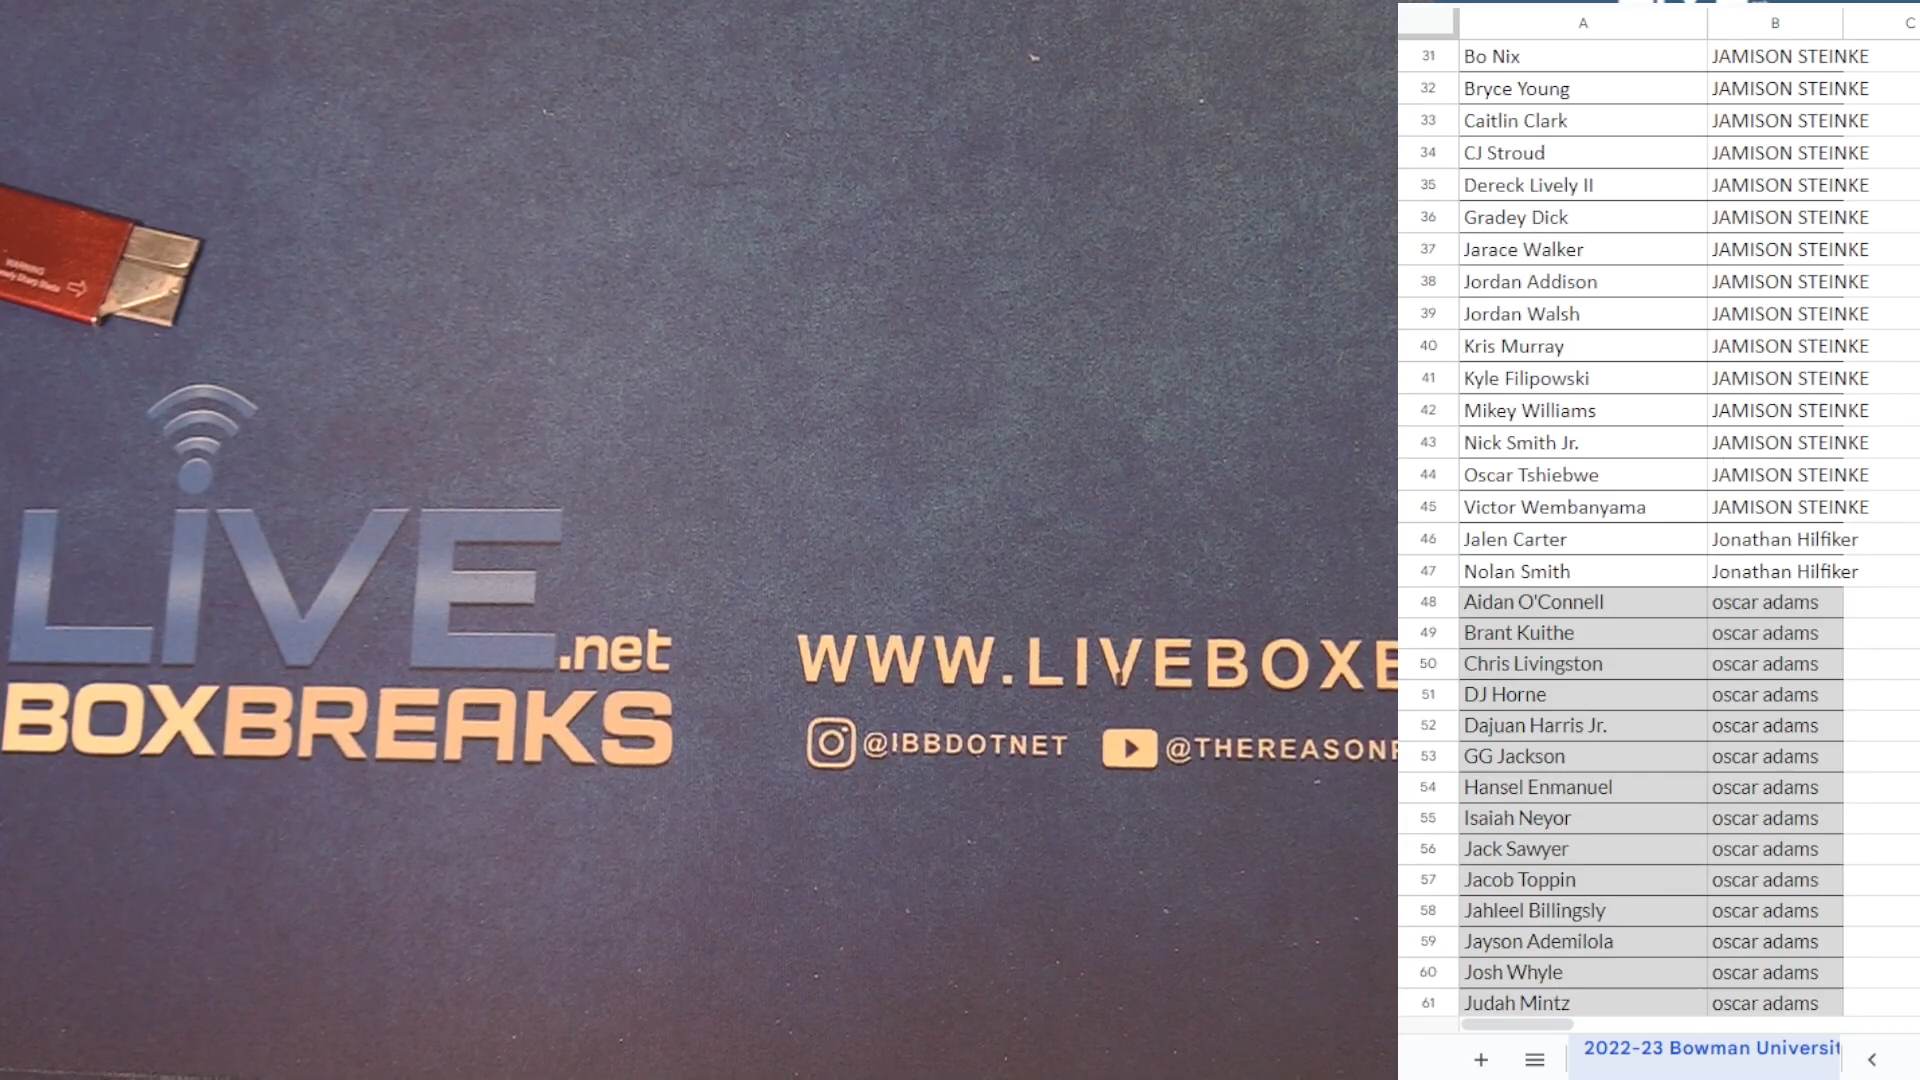 WARNING
LIVE.net
BOXBREAKS
WWW.LIVEBOXB
@IBBDOTNET
@THEREASON
A B C
31 Bo Nix JAMISON STEINKE
32 Bryce Young JAMISON STEINKE
33 Caitlin Clark JAMISON STEINKE
34 CJ Stroud JAMISON STEINKE
35 Dereck Lively II JAMISON STEINKE
36 Gradey Dick JAMISON STEINKE
37 Jarace Walker JAMISON STEINKE
38 Jordan Addison JAMISON STEINKE
39 Jordan Walsh JAMISON STEINKE
40 Kris Murray JAMISON STEINKE
41 Kyle Filipowski JAMISON STEINKE
42 Mikey Williams JAMISON STEINKE
43 Nick Smith Jr. JAMISON STEINKE
44 Oscar Tshiebwe JAMISON STEINKE
45 Victor Wembanyama JAMISON STEINKE
46 Jalen Carter Jonathan Hilfiker
47 Nolan Smith Jonathan Hilfiker
48 Aidan O'Connell oscar adams
49 Brant Kuithe oscar adams
50 Chris Livingston oscar adams
51 DJ Horne oscar adams
52 Dajuan Harris Jr. oscar adams
53 GG Jackson oscar adams
54 Hansel Enmanuel oscar adams
55 Isaiah Neyor oscar adams
56 Jack Sawyer oscar adams
57 Jacob Toppin oscar adams
58 Jahleel Billingsly oscar adams
59 Jayson Ademilola oscar adams
60 Josh Whyle oscar adams
61 Judah Mintz oscar adams
2022-23 Bowman Universit